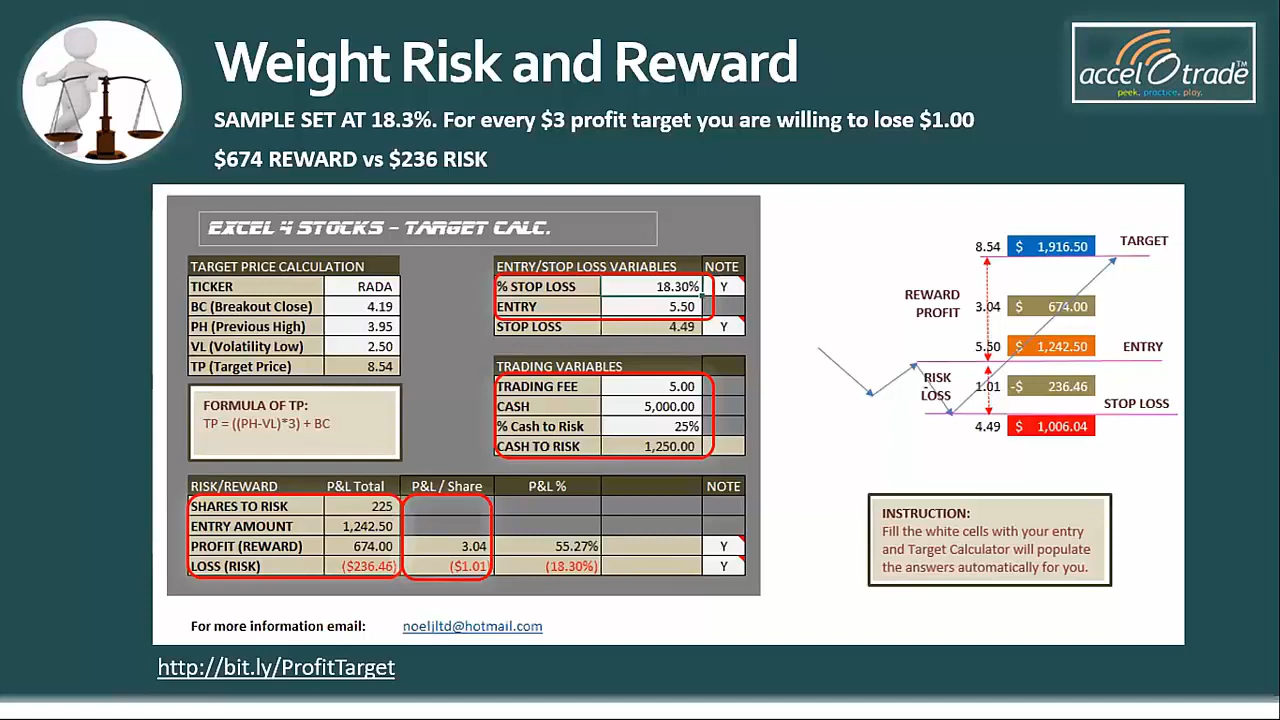 Weight Risk and Reward
accelOtrade™
peek. practice. play.
SAMPLE SET AT 18.3%. For every $3 profit target you are willing to lose $1.00
$674 REWARD vs $236 RISK
EXCEL 4 STOCKS - TARGET CALC.
TARGET PRICE CALCULATION
TICKER RADA
BC (Breakout Close) 4.19
PH (Previous High) 3.95
VL (Volatility Low) 2.50
TP (Target Price) 8.54
FORMULA OF TP:
TP = ((PH-VL)*3) + BC
ENTRY/STOP LOSS VARIABLES NOTE
% STOP LOSS 18.30% Y
ENTRY 5.50
STOP LOSS 4.49 Y
TRADING VARIABLES
TRADING FEE 5.00
CASH 5,000.00
% Cash to Risk 25%
CASH TO RISK 1,250.00
RISK/REWARD P&L Total P&L / Share P&L % NOTE
SHARES TO RISK 225
ENTRY AMOUNT 1,242.50
PROFIT (REWARD) 674.00 3.04 55.27% Y
LOSS (RISK) ($236.46) ($1.01) (18.30%) Y
8.54 $ 1,916.50 TARGET
REWARD
PROFIT
3.04 $ 674.00
5.50 $ 1,242.50 ENTRY
RISK
LOSS
1.01 -$ 236.46
STOP LOSS
4.49 $ 1,006.04
INSTRUCTION:
Fill the white cells with your entry
and Target Calculator will populate
the answers automatically for you.
For more information email: noeljltd@hotmail.com
http://bit.ly/ProfitTarget